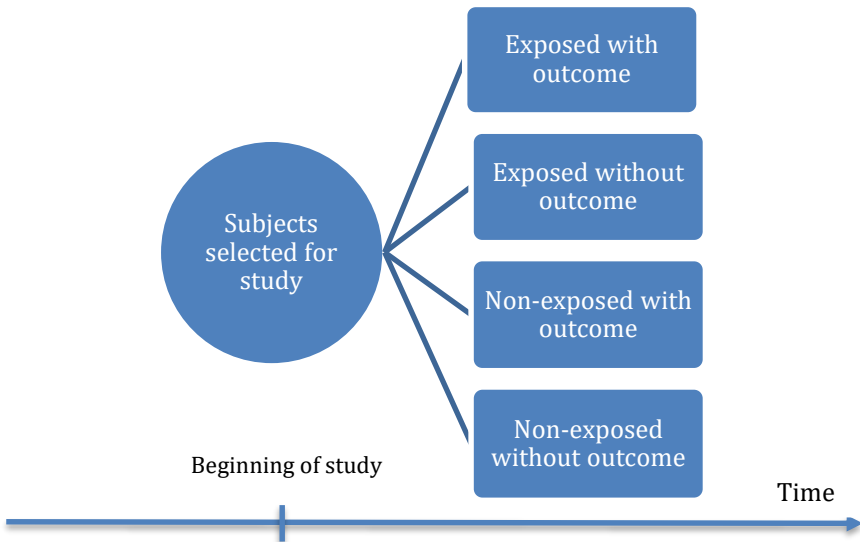 Exposed with
outcome
Exposed without
outcome
Subjects
selected for
study
Non-exposed with
outcome
Non-exposed
without outcome
Beginning of study
Time